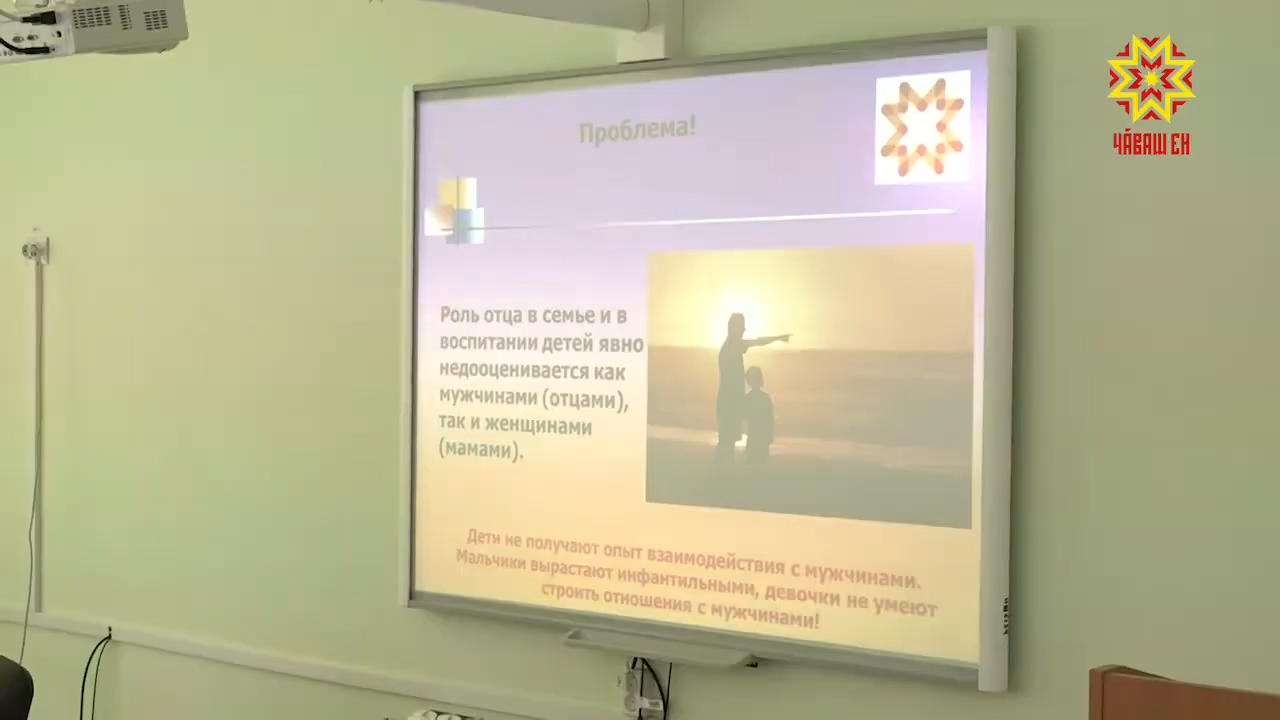 ЧӐВАШ ЕН
Проблема!
Роль отца в семье и в
воспитании детей явно
недооценивается как
мужчинами (отцами),
так и женщинами
(мамами).
Дети не получают опыт взаимодействия с мужчинами.
Мальчики вырастают инфантильными, девочки не умеют
строить отношения с мужчинами!